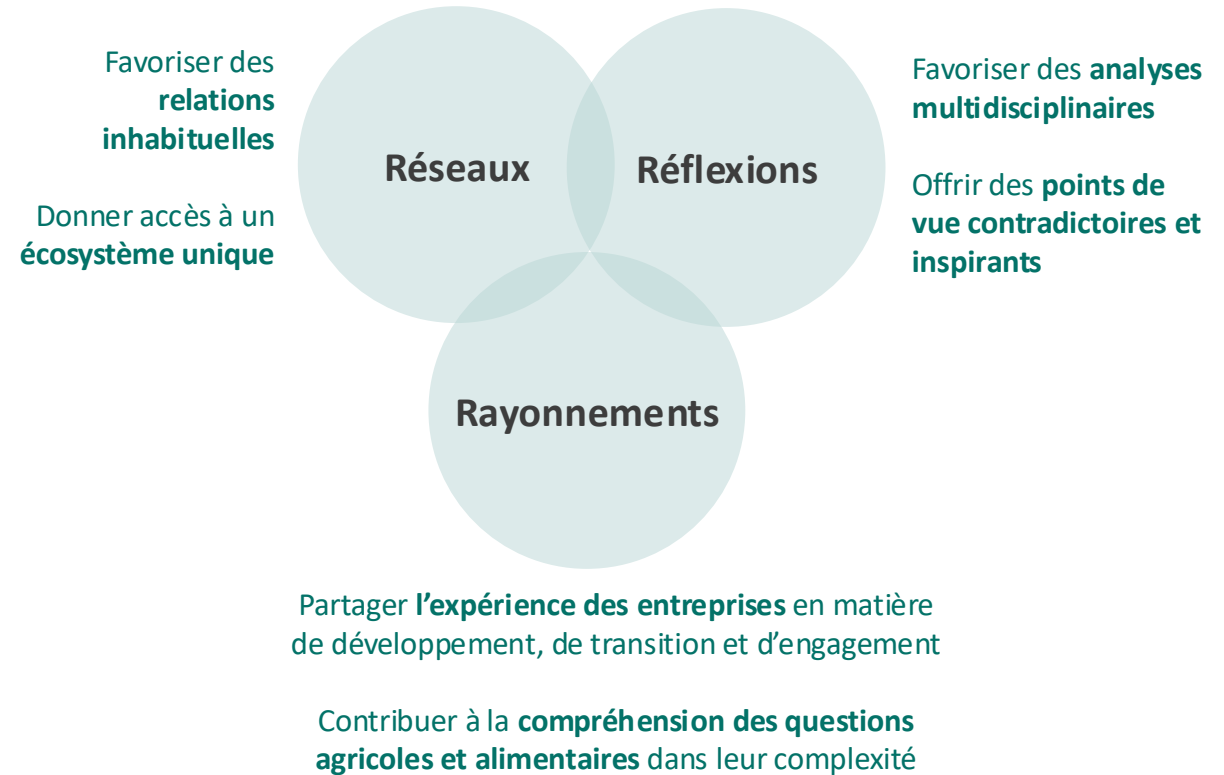 Favoriser des
relations
inhabituelles
Donner accès à un
écosystème unique
Réseaux
Réflexions
Favoriser des analyses
multidisciplinaires
Offrir des points de
vue contradictoires et
inspirants
Rayonnements
Partager l’expérience des entreprises en matière
de développement, de transition et d’engagement
Contribuer à la compréhension des questions
agricoles et alimentaires dans leur complexité